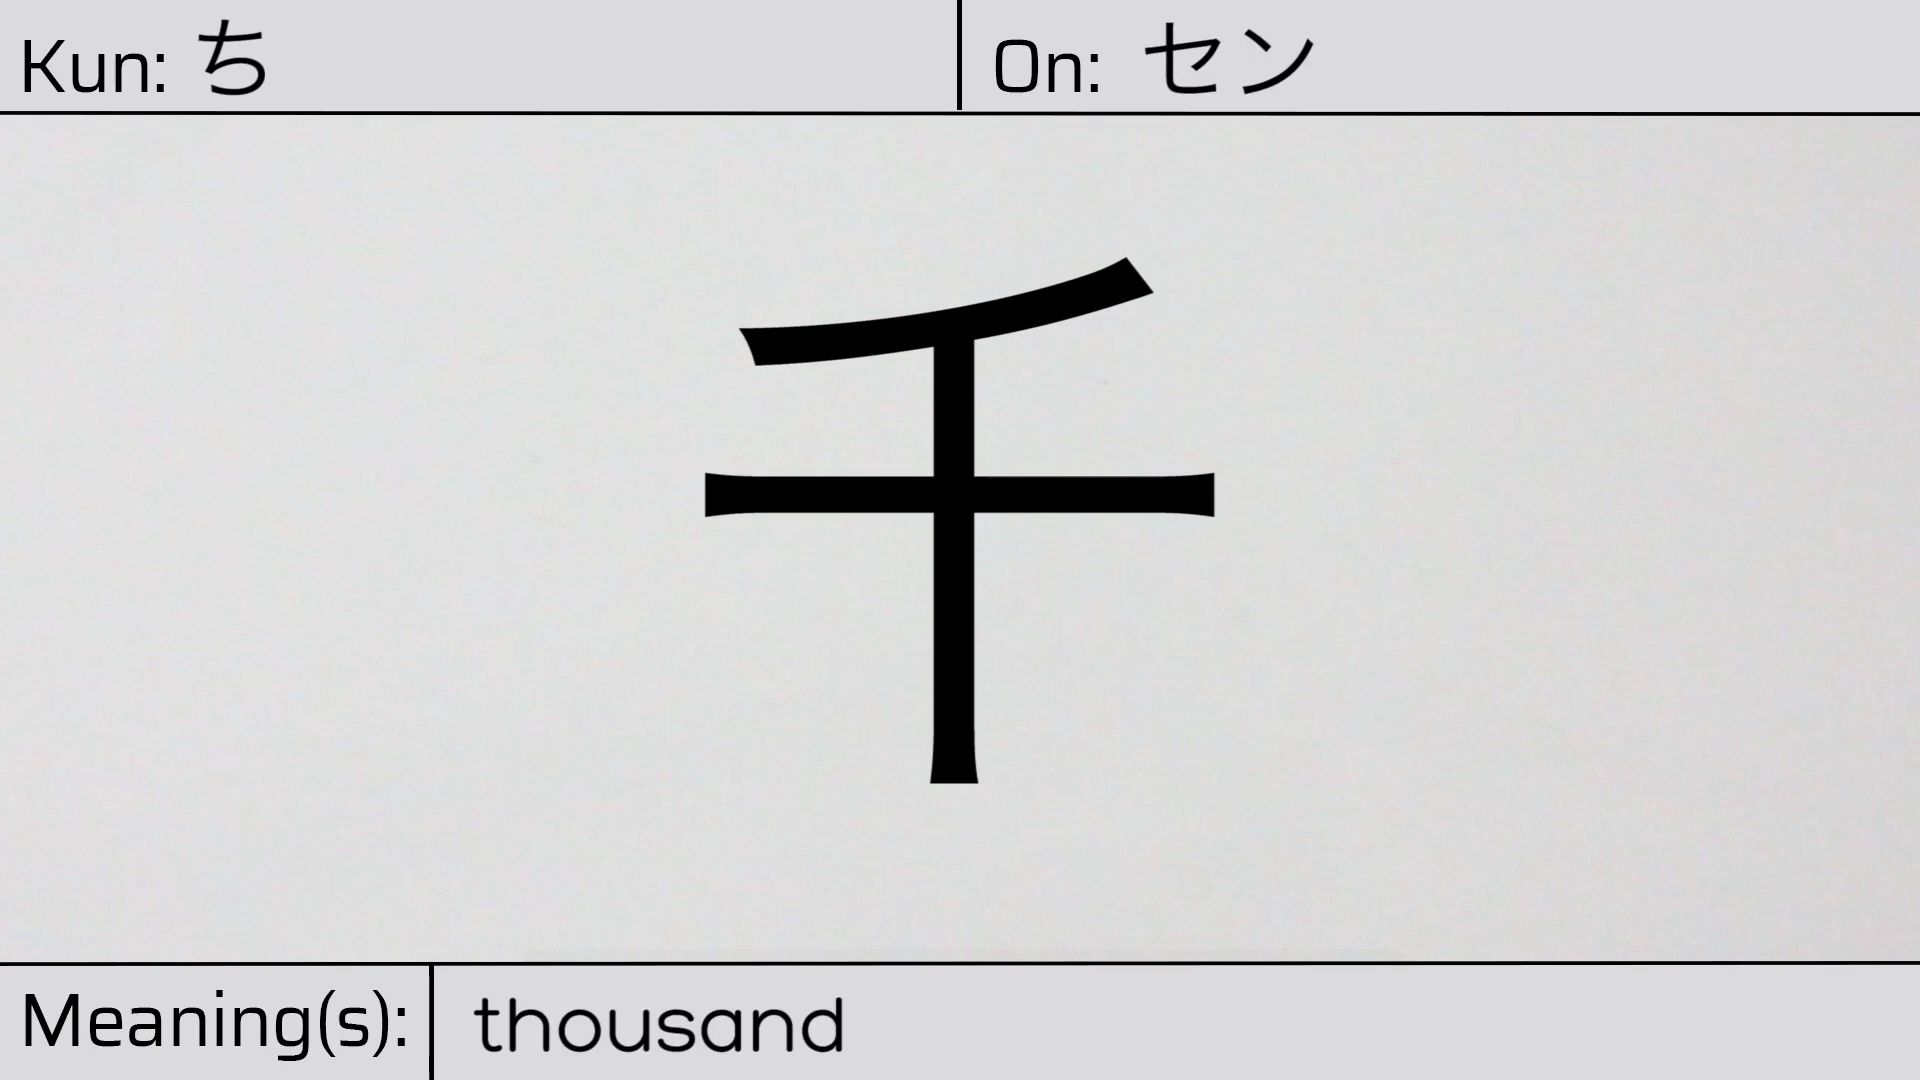 Kun: ち
On: セン
千
Meaning(s): thousand